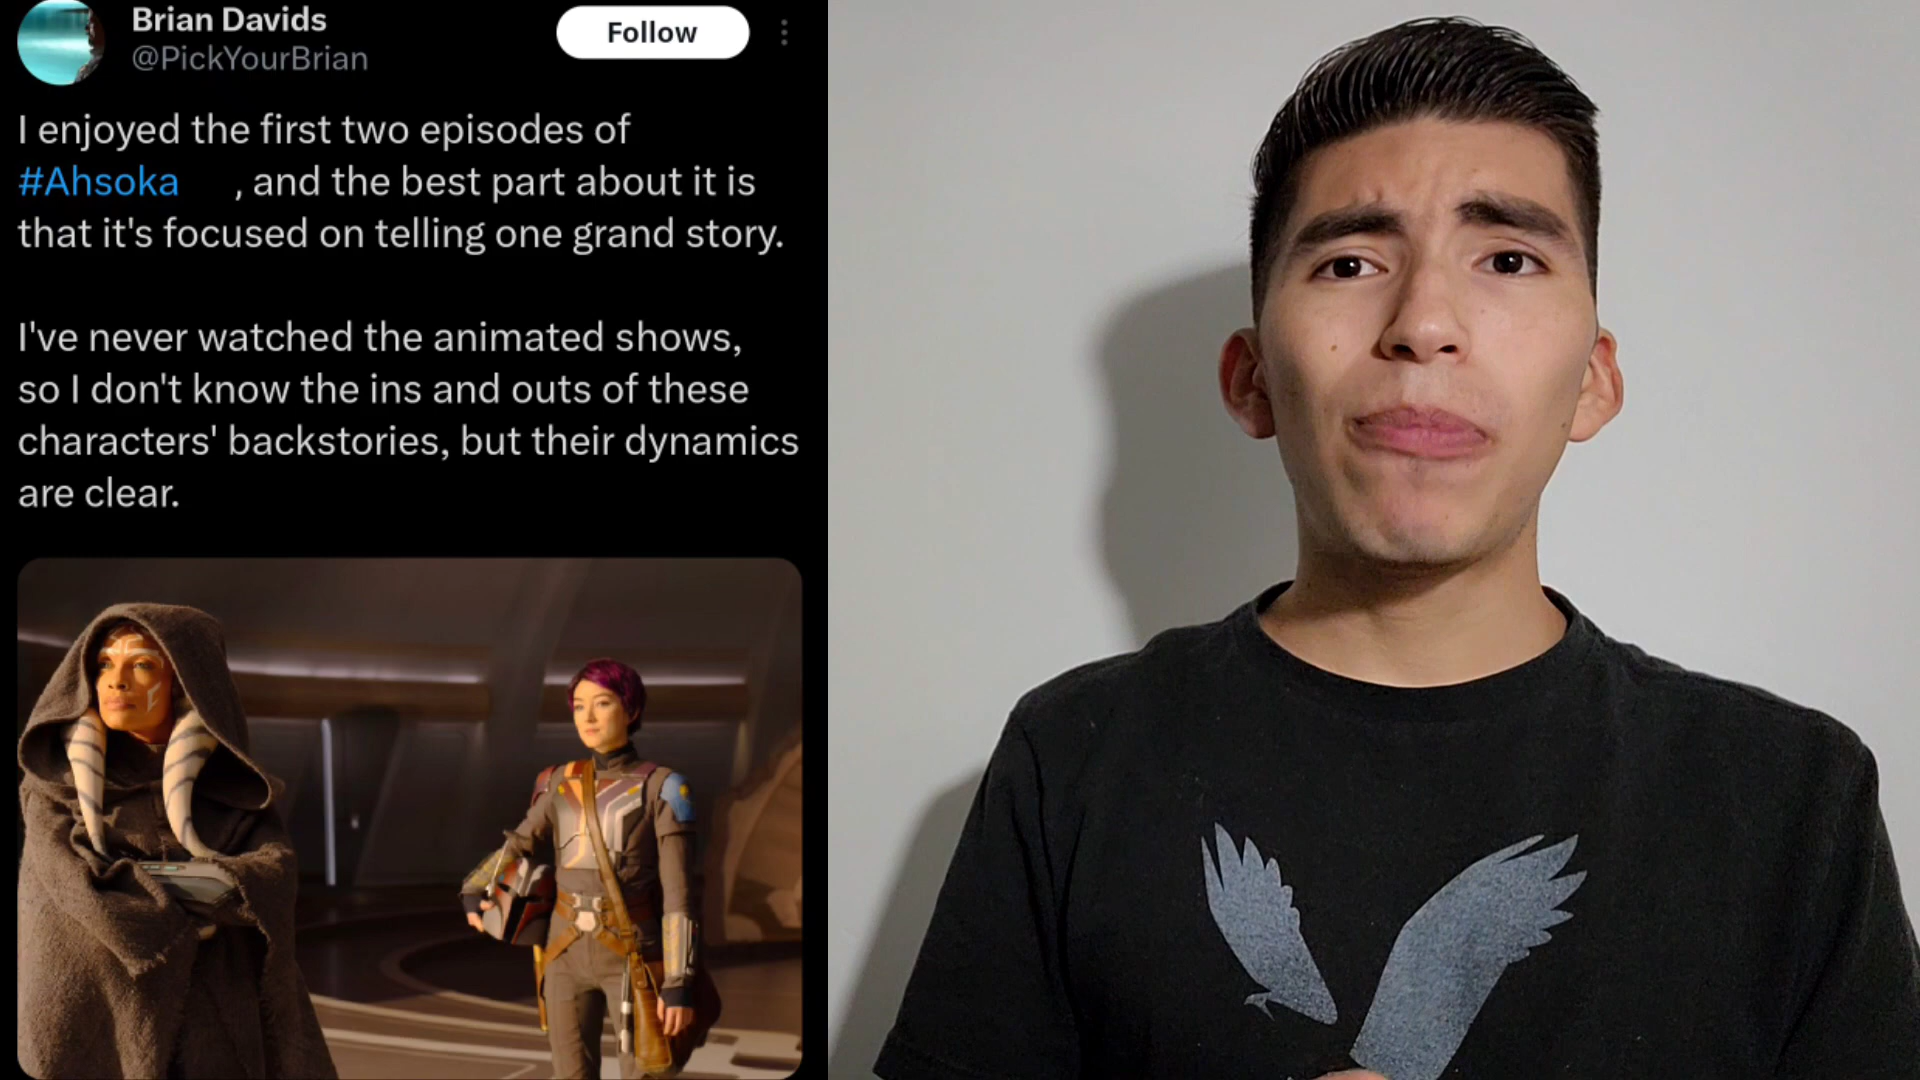 Brian Davids
@PickYourBrian
Follow
I enjoyed the first two episodes of
#Ahsoka , and the best part about it is
that it's focused on telling one grand story.
I've never watched the animated shows,
so I don't know the ins and outs of these
characters' backstories, but their dynamics
are clear.